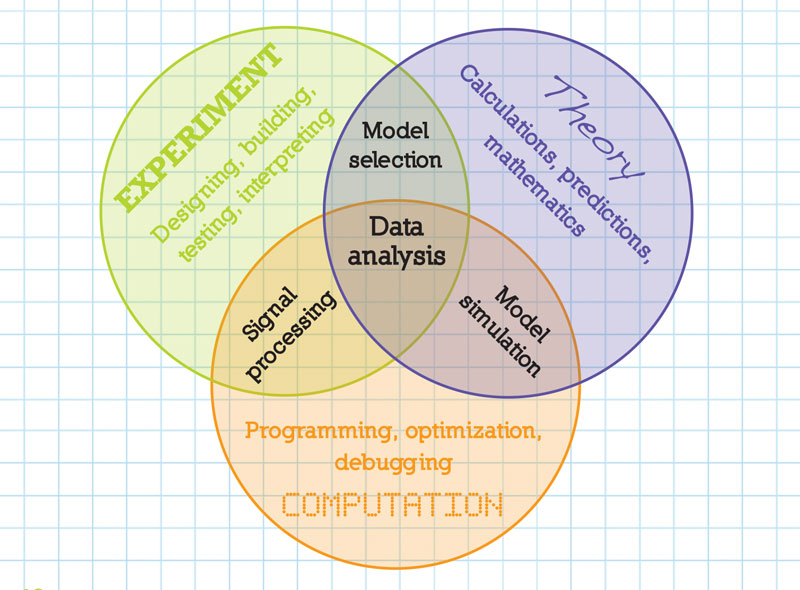 EXPERIMENT
Designing, building,
testing, interpreting
Theory
Calculations, predictions,
mathematics
Model
selection
Data
analysis
Signal
processing
Model
simulation
Programming, optimization,
debugging
COMPUTATION